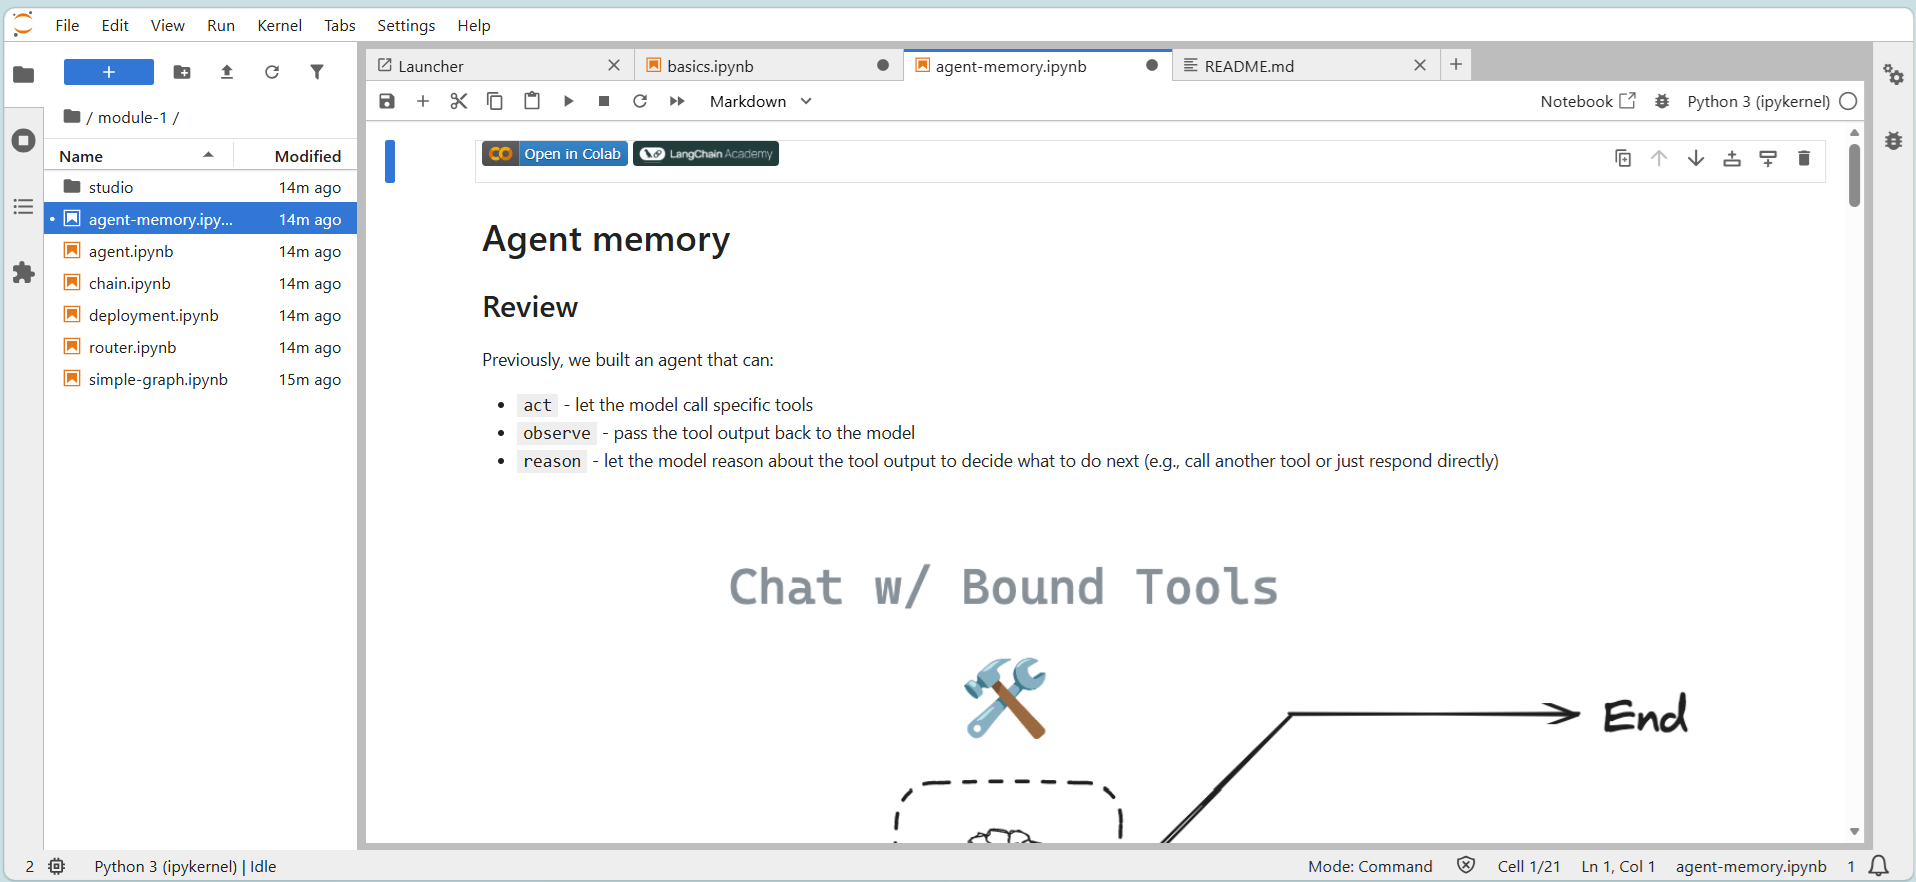 File Edit View Run Kernel Tabs Settings Help
+
/ module-1 /
Name Modified
studio 14m ago
• agent-memory.ipy... 14m ago
agent.ipynb 14m ago
chain.ipynb 14m ago
deployment.ipynb 14m ago
router.ipynb 14m ago
simple-graph.ipynb 15m ago
Launcher basics.ipynb agent-memory.ipynb README.md
Markdown Notebook Python 3 (ipykernel)
Open in Colab LangChain Academy
Agent memory
Review
Previously, we built an agent that can:
• act - let the model call specific tools
• observe - pass the tool output back to the model
• reason - let the model reason about the tool output to decide what to do next (e.g., call another tool or just respond directly)
Chat w/ Bound Tools
End
2 Python 3 (ipykernel) | Idle Mode: Command Cell 1/21 Ln 1, Col 1 agent-memory.ipynb 1